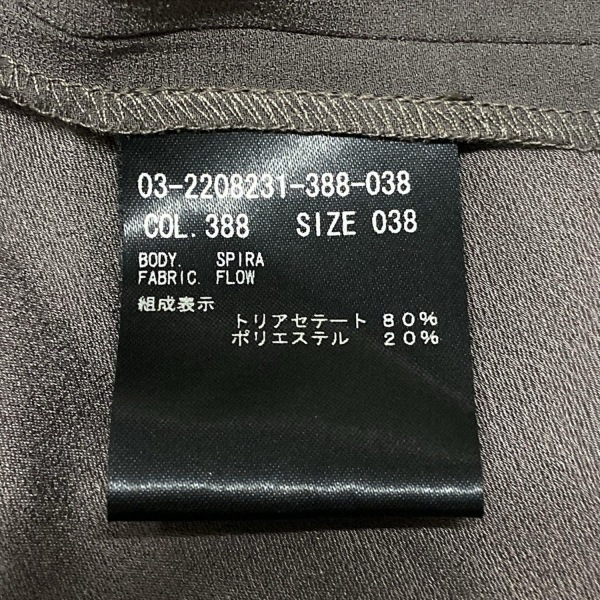 03-2208231-388-038
COL. 388 SIZE 038
BODY. SPIRA
FABRIC. FLOW
組成表示
トリアセテート 80%
ポリエステル 20%